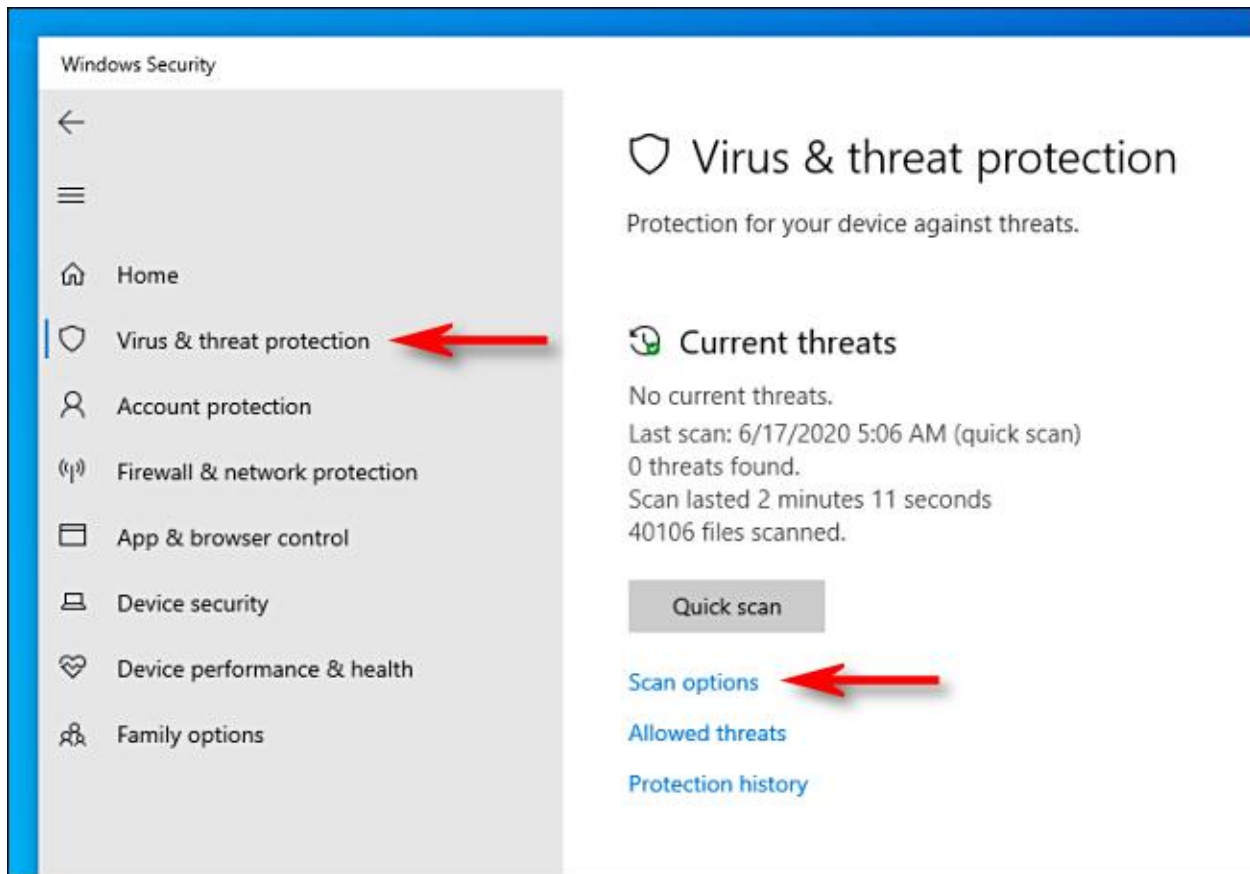 Windows Security
Home
Virus & threat protection
Account protection
Firewall & network protection
App & browser control
Device security
Device performance & health
Family options
Virus & threat protection
Protection for your device against threats.
Current threats
No current threats.
Last scan: 6/17/2020 5:06 AM (quick scan)
0 threats found.
Scan lasted 2 minutes 11 seconds
40106 files scanned.
Quick scan
Scan options
Allowed threats
Protection history